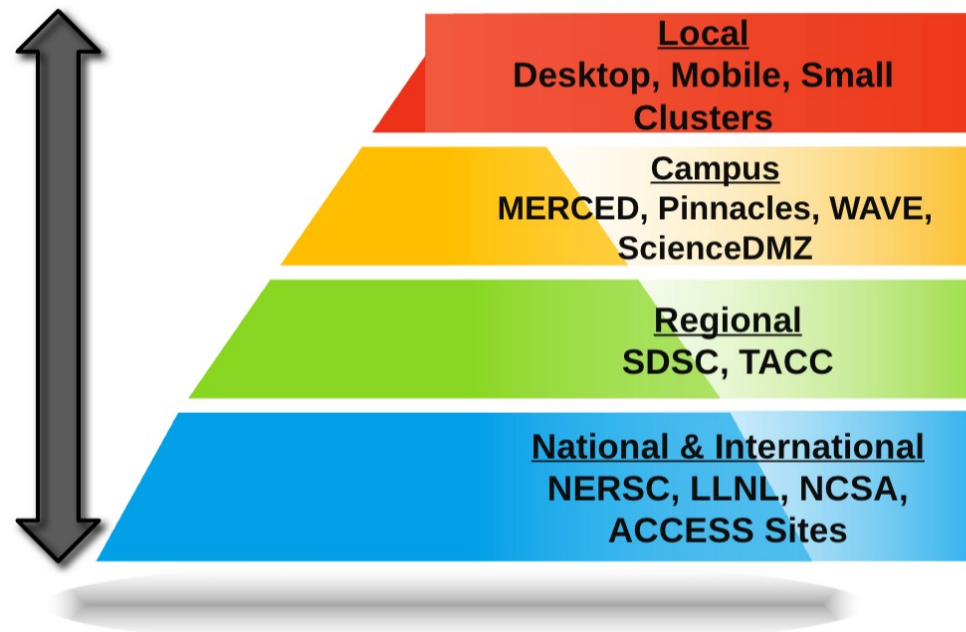 Local
Desktop, Mobile, Small
Clusters
Campus
MERCED, Pinnacles, WAVE,
ScienceDMZ
Regional
SDSC, TACC
National & International
NERSC, LLNL, NCSA,
ACCESS Sites